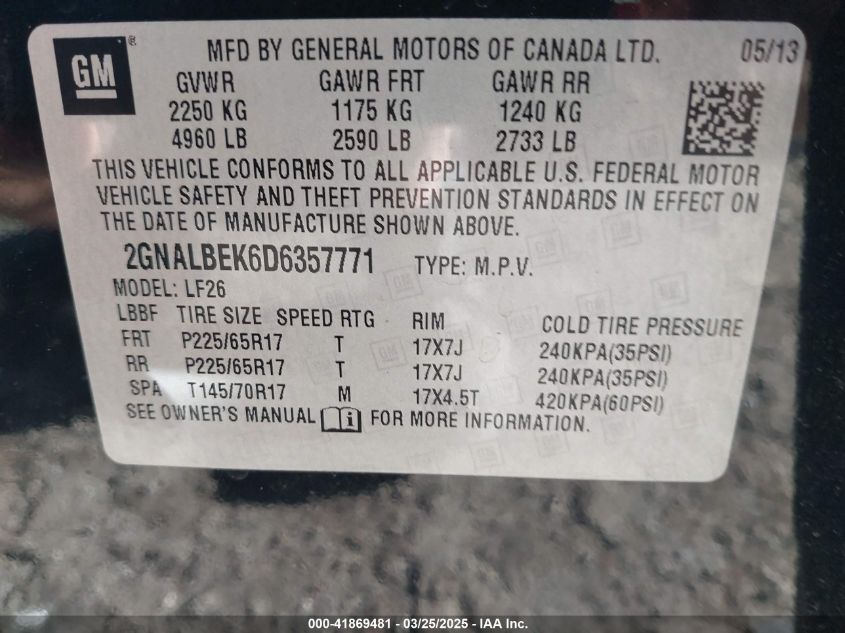 GM ® MFD BY GENERAL MOTORS OF CANADA LTD. 05/13
GVWR GAWR FRT GAWR RR
2250 KG 1175 KG 1240 KG
4960 LB 2590 LB 2733 LB
THIS VEHICLE CONFORMS TO ALL APPLICABLE U.S. FEDERAL MOTOR
VEHICLE SAFETY AND THEFT PREVENTION STANDARDS IN EFFECT ON
THE DATE OF MANUFACTURE SHOWN ABOVE.
2GNALBEK6D6357771 TYPE: M.P.V.
MODEL: LF26
LBBF TIRE SIZE SPEED RTG RIM COLD TIRE PRESSURE
FRT P225/65R17 T 17X7J 240KPA(35PSI)
RR P225/65R17 T 17X7J 240KPA(35PSI)
SPA T145/70R17 M 17X4.5T 420KPA(60PSI)
SEE OWNER'S MANUAL FOR MORE INFORMATION.
000-41869481 - 03/25/2025 - IAA Inc.